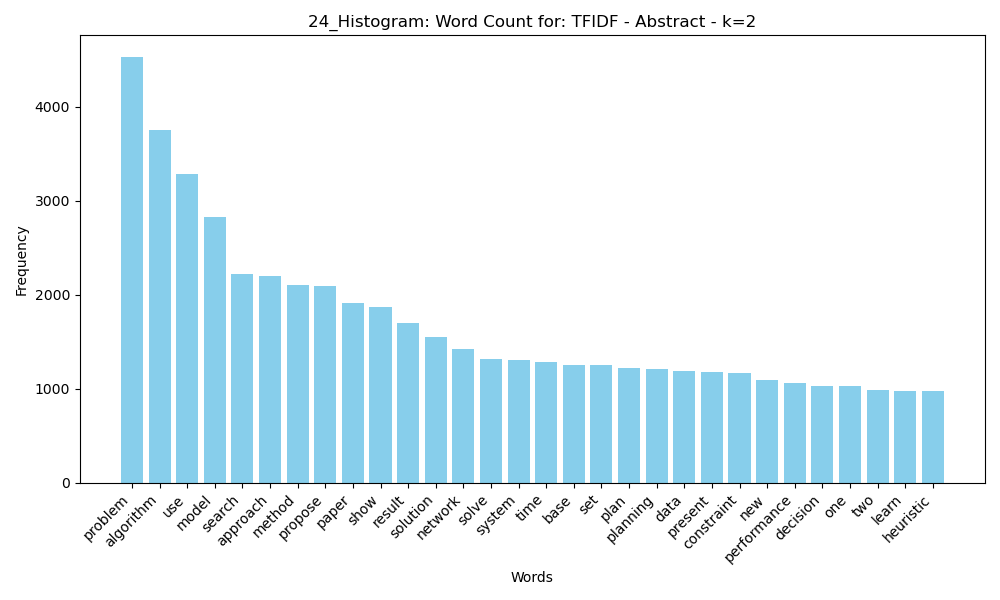 24_Histogram: Word Count for: TFIDF - Abstract - k=2
Frequency
4000
3000
2000
1000
0
problem
algorithm
use
model
search
approach
method
propose
paper
show
result
solution
network
solve
system
time
base
set
plan
planning
data
present
constraint
new
performance
decision
one
two
learn
heuristic
Words